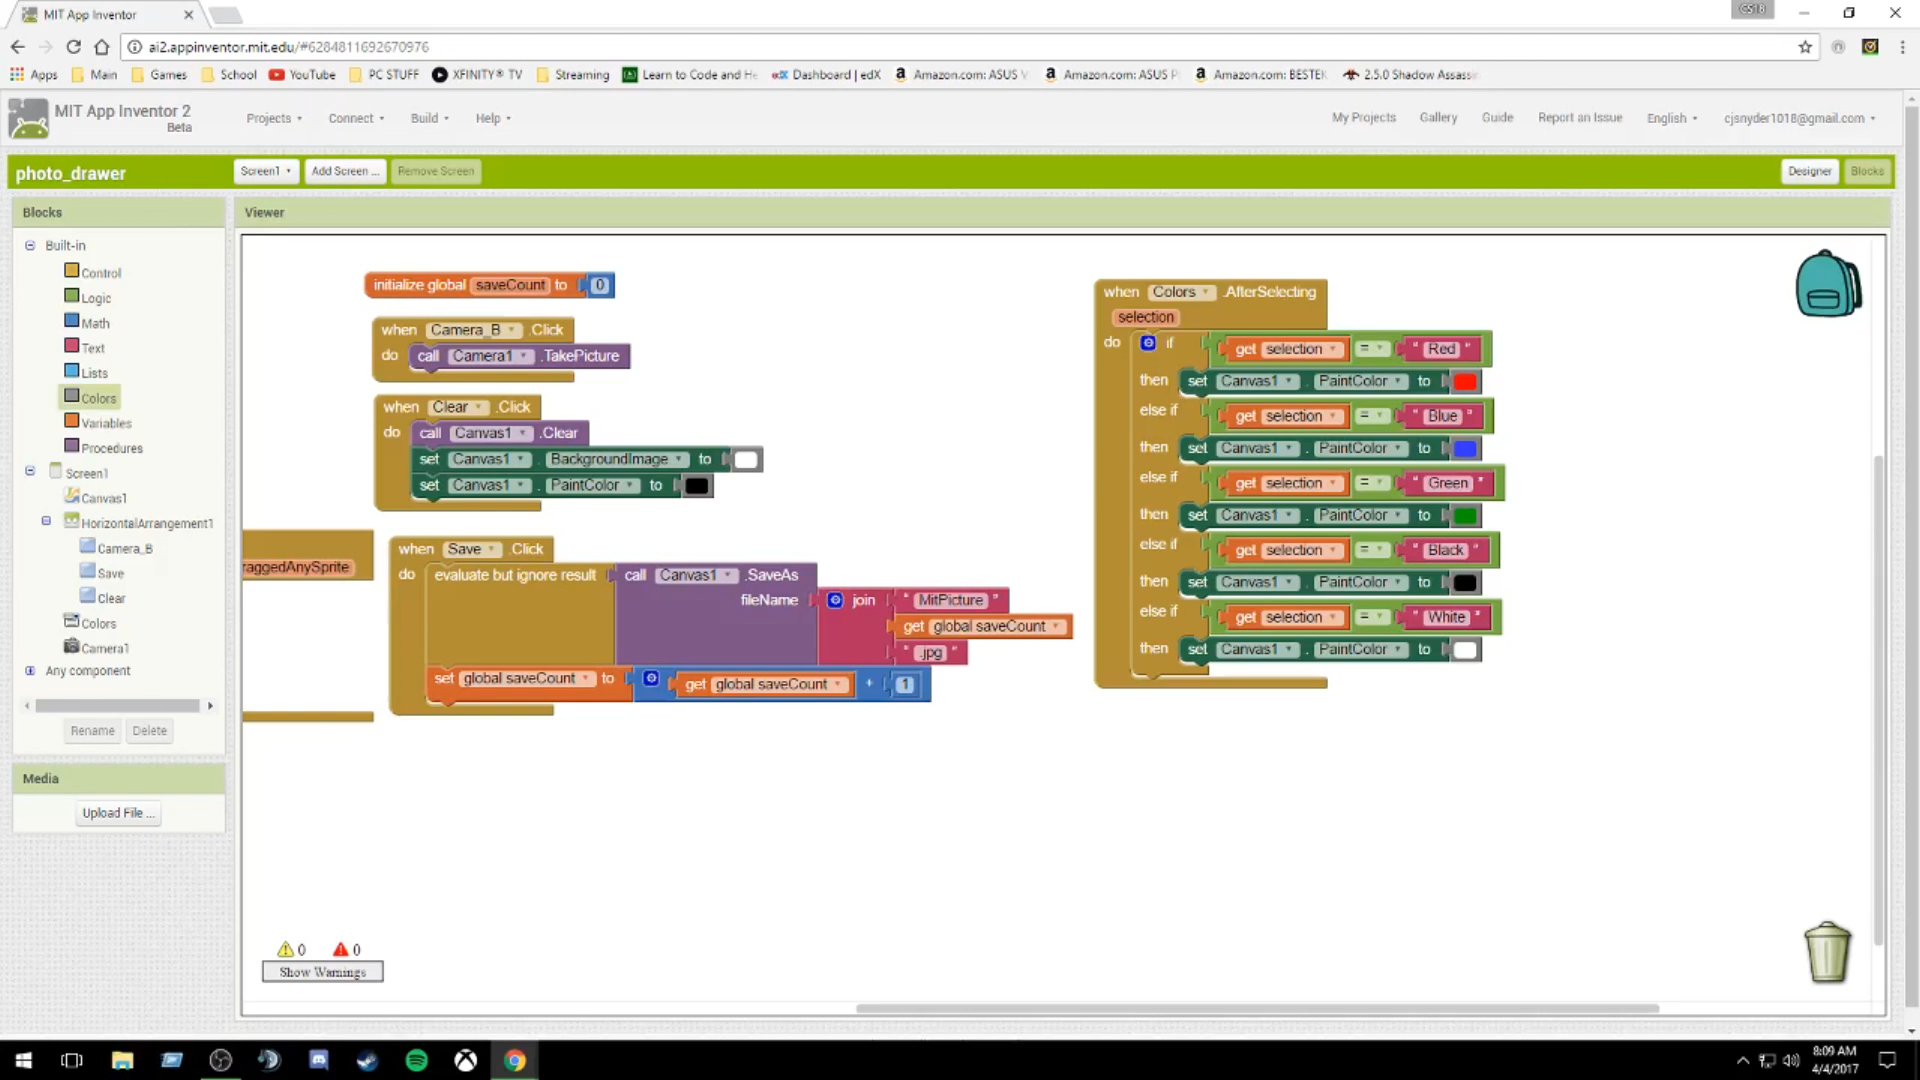 MIT App Inventor
CS18
ai2.appinventor.mit.edu/#6284811692670976
Apps Main Games School YouTube PC STUFF XFINITY® TV Streaming Learn to Code and He Dashboard | edX Amazon.com: ASUS V Amazon.com: ASUS P Amazon.com: BESTEK 2.5.0 Shadow Assassi
MIT App Inventor 2
Beta
Projects Connect Build Help
My Projects Gallery Guide Report an Issue English cjsnyder1018@gmail.com
photo_drawer
Screen1 Add Screen ... Remove Screen
Designer Blocks
Blocks
Viewer
Built-in
Control
Logic
Math
Text
Lists
Colors
Variables
Procedures
Screen1
Canvas1
HorizontalArrangement1
Camera_B
Save
Clear
Colors
Camera1
Any component
Rename Delete
Media
Upload File ...
initialize global saveCount to 0
when Camera_B .Click
do call Camera1 .TakePicture
when Clear .Click
do call Canvas1 .Clear
set Canvas1 . BackgroundImage to
set Canvas1 . PaintColor to
raggedAnySprite
when Save .Click
do evaluate but ignore result call Canvas1 .SaveAs
fileName join " MitPicture "
get global saveCount
" .jpg "
set global saveCount to get global saveCount + 1
when Colors .AfterSelecting
selection
do if get selection = " Red "
then set Canvas1 . PaintColor to
else if get selection = " Blue "
then set Canvas1 . PaintColor to
else if get selection = " Green "
then set Canvas1 . PaintColor to
else if get selection = " Black "
then set Canvas1 . PaintColor to
else if get selection = " White "
then set Canvas1 . PaintColor to
0 0
Show Warnings
8:09 AM
4/4/2017